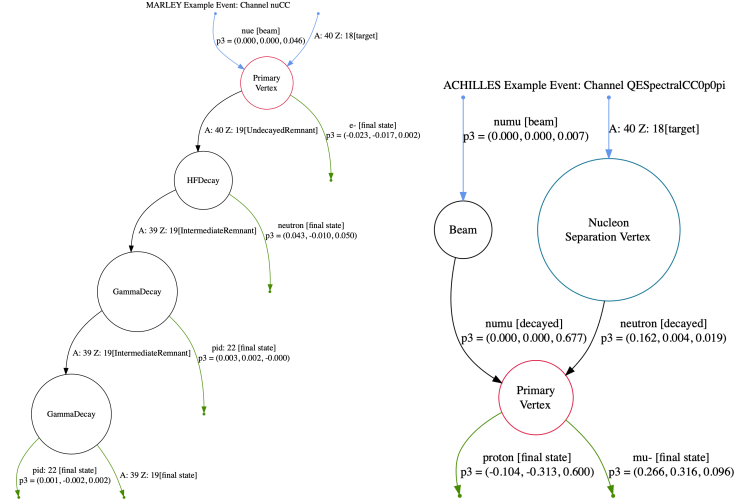 MARLEY Example Event: Channel nuCC
nue [beam]
p3 = (0.000, 0.000, 0.046)
A: 40 Z: 18[target]
Primary
Vertex
A: 40 Z: 19[UndecayedRemnant]
e- [final state]
p3 = (-0.023, -0.017, 0.002)
HFDecay
A: 39 Z: 19[IntermediateRemnant]
neutron [final state]
p3 = (0.043, -0.010, 0.050)
GammaDecay
A: 39 Z: 19[IntermediateRemnant]
pid: 22 [final state]
p3 = (0.003, 0.002, -0.000)
GammaDecay
pid: 22 [final state]
p3 = (0.001, -0.002, 0.002)
A: 39 Z: 19[final state]
ACHILLES Example Event: Channel QESpectralCC0p0pi
numu [beam]
p3 = (0.000, 0.000, 0.007)
A: 40 Z: 18[target]
Beam
Nucleon
Separation Vertex
numu [decayed]
p3 = (0.000, 0.000, 0.677)
neutron [decayed]
p3 = (0.162, 0.004, 0.019)
Primary
Vertex
proton [final state]
p3 = (-0.104, -0.313, 0.600)
mu- [final state]
p3 = (0.266, 0.316, 0.096)